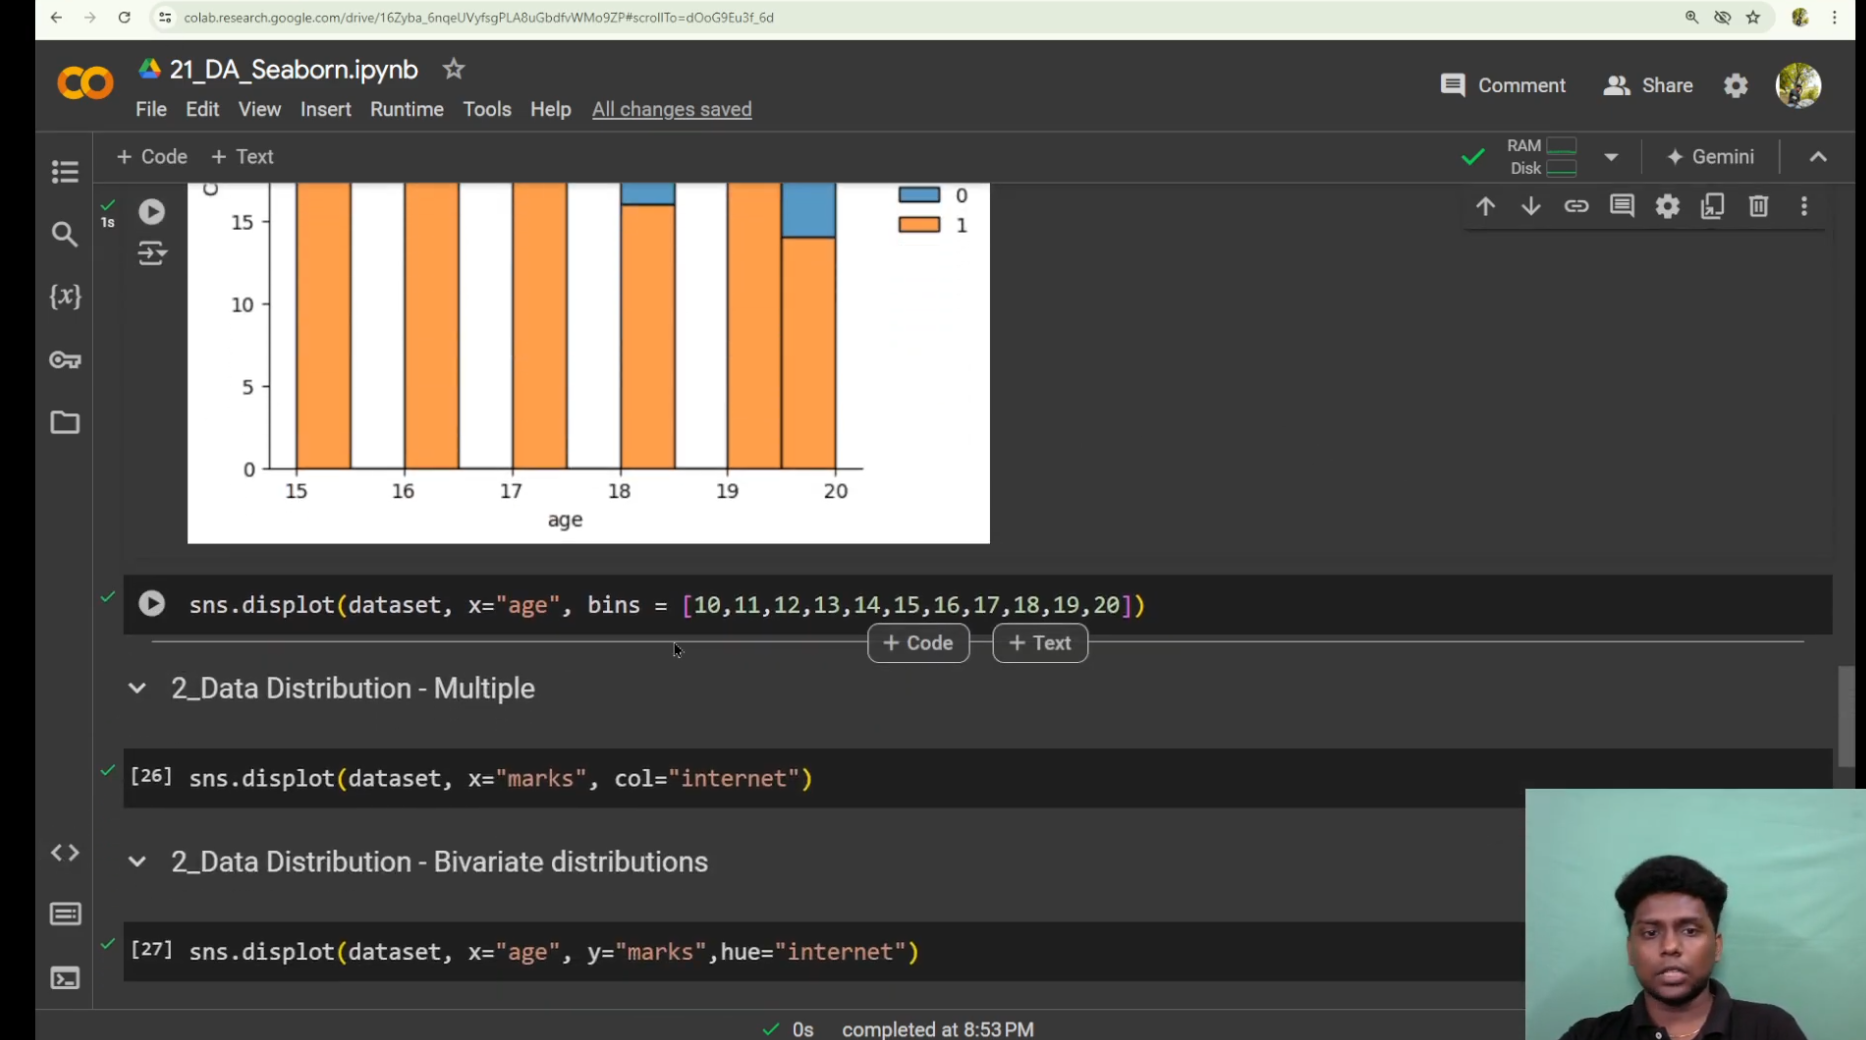 colab.research.google.com/drive/16Zyba_6nqeUVyfsgPLA8uGbdfvWMo9ZP#scrollTo=dOoG9Eu3f_6d
21_DA_Seaborn.ipynb
Comment
Share
File Edit View Insert Runtime Tools Help All changes saved
+ Code + Text
RAM
Disk
Gemini
1s
C
15
10
5
0
0
1
15 16 17 18 19 20
age
sns.displot(dataset, x="age", bins = [10,11,12,13,14,15,16,17,18,19,20])
+ Code + Text
2_Data Distribution - Multiple
[26] sns.displot(dataset, x="marks", col="internet")
2_Data Distribution - Bivariate distributions
[27] sns.displot(dataset, x="age", y="marks",hue="internet")
0s completed at 8:53 PM